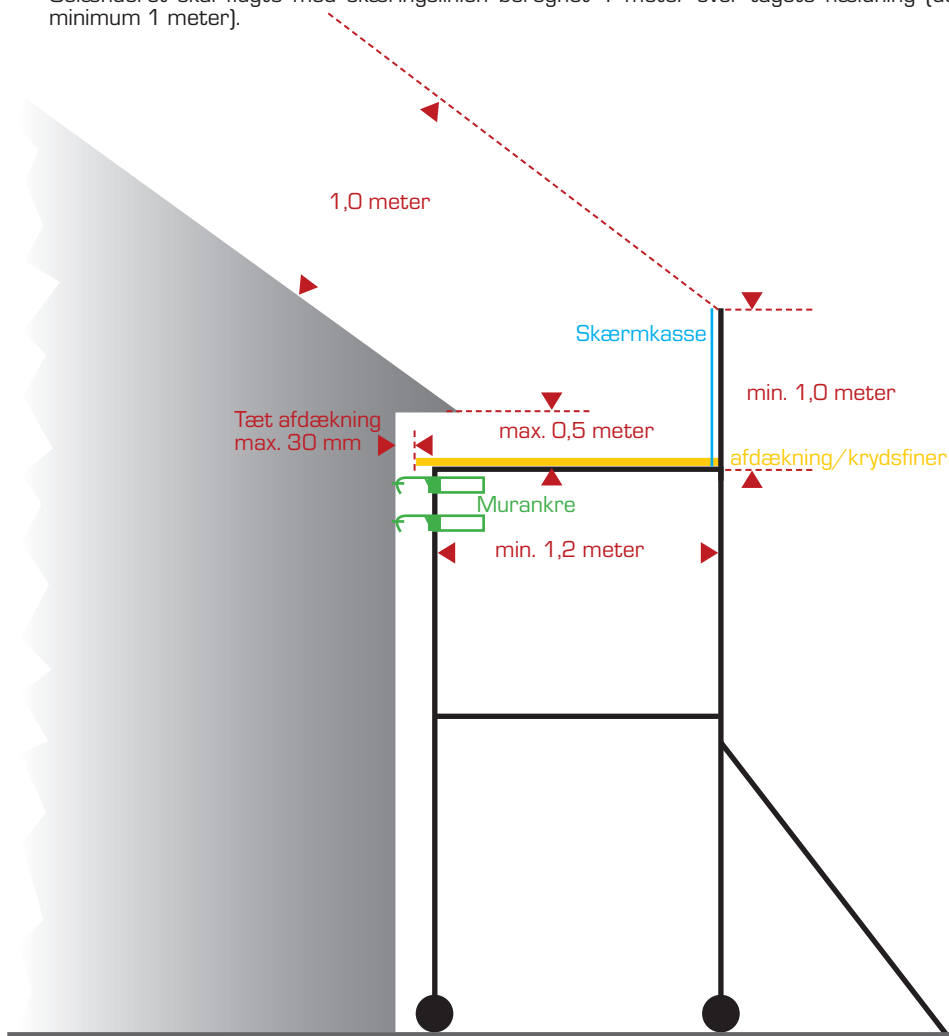 minimum 1 meter).
1,0 meter
Skærmkasse
min. 1,0 meter
Tæt afdækning
max. 30 mm
max. 0,5 meter
afdækning/krydsfiner
Murankre
min. 1,2 meter